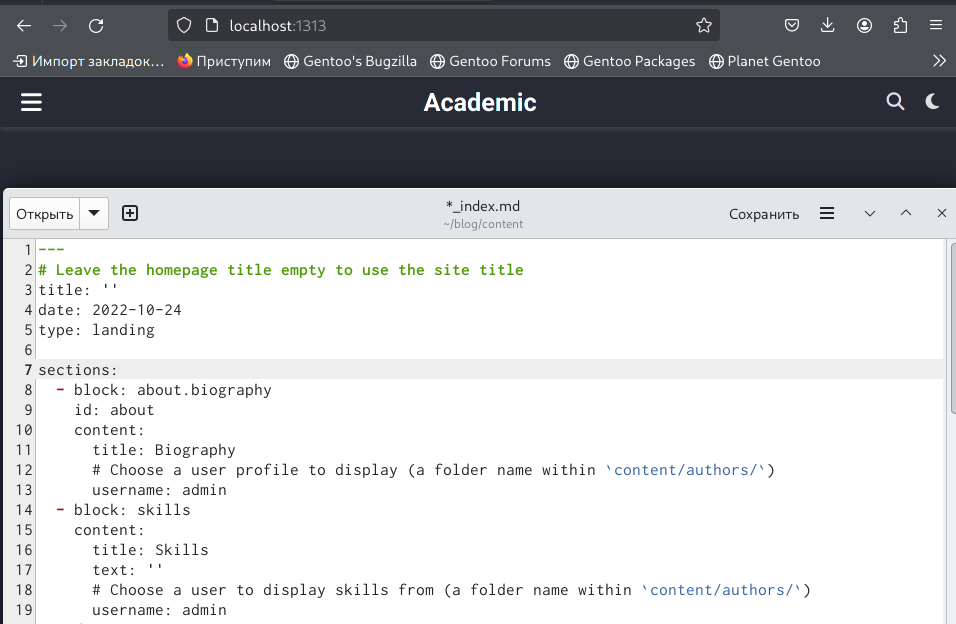 localhost:1313
Импорт закладок… Приступим Gentoo's Bugzilla Gentoo Forums Gentoo Packages Planet Gentoo
Academic
Открыть *_index.md Сохранить
~/blog/content
1 ---
2 # Leave the homepage title empty to use the site title
3 title: ''
4 date: 2022-10-24
5 type: landing
6
7 sections:
8   - block: about.biography
9     id: about
10     content:
11       title: Biography
12       # Choose a user profile to display (a folder name within `content/authors/`)
13       username: admin
14   - block: skills
15     content:
16       title: Skills
17       text: ''
18       # Choose a user to display skills from (a folder name within `content/authors/`)
19       username: admin